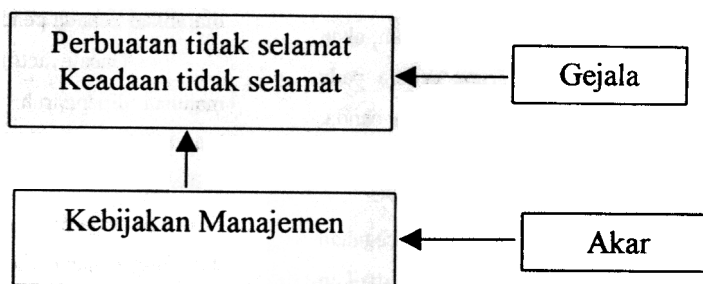 Perbuatan tidak selamat
Keadaan tidak selamat
Gejala
Kebijakan Manajemen
Akar